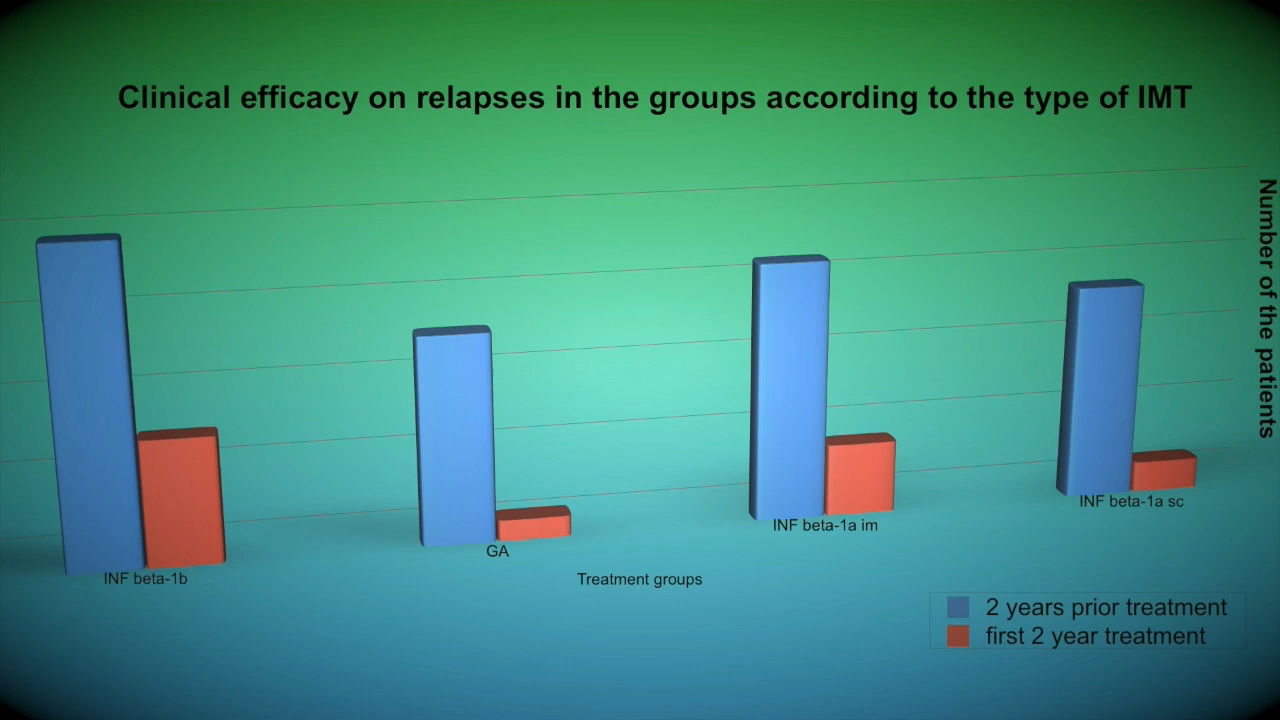 Clinical efficacy on relapses in the groups according to the type of IMT
Number of the patients
INF beta-1b
GA
INF beta-1a im
INF beta-1a sc
Treatment groups
2 years prior treatment
first 2 year treatment